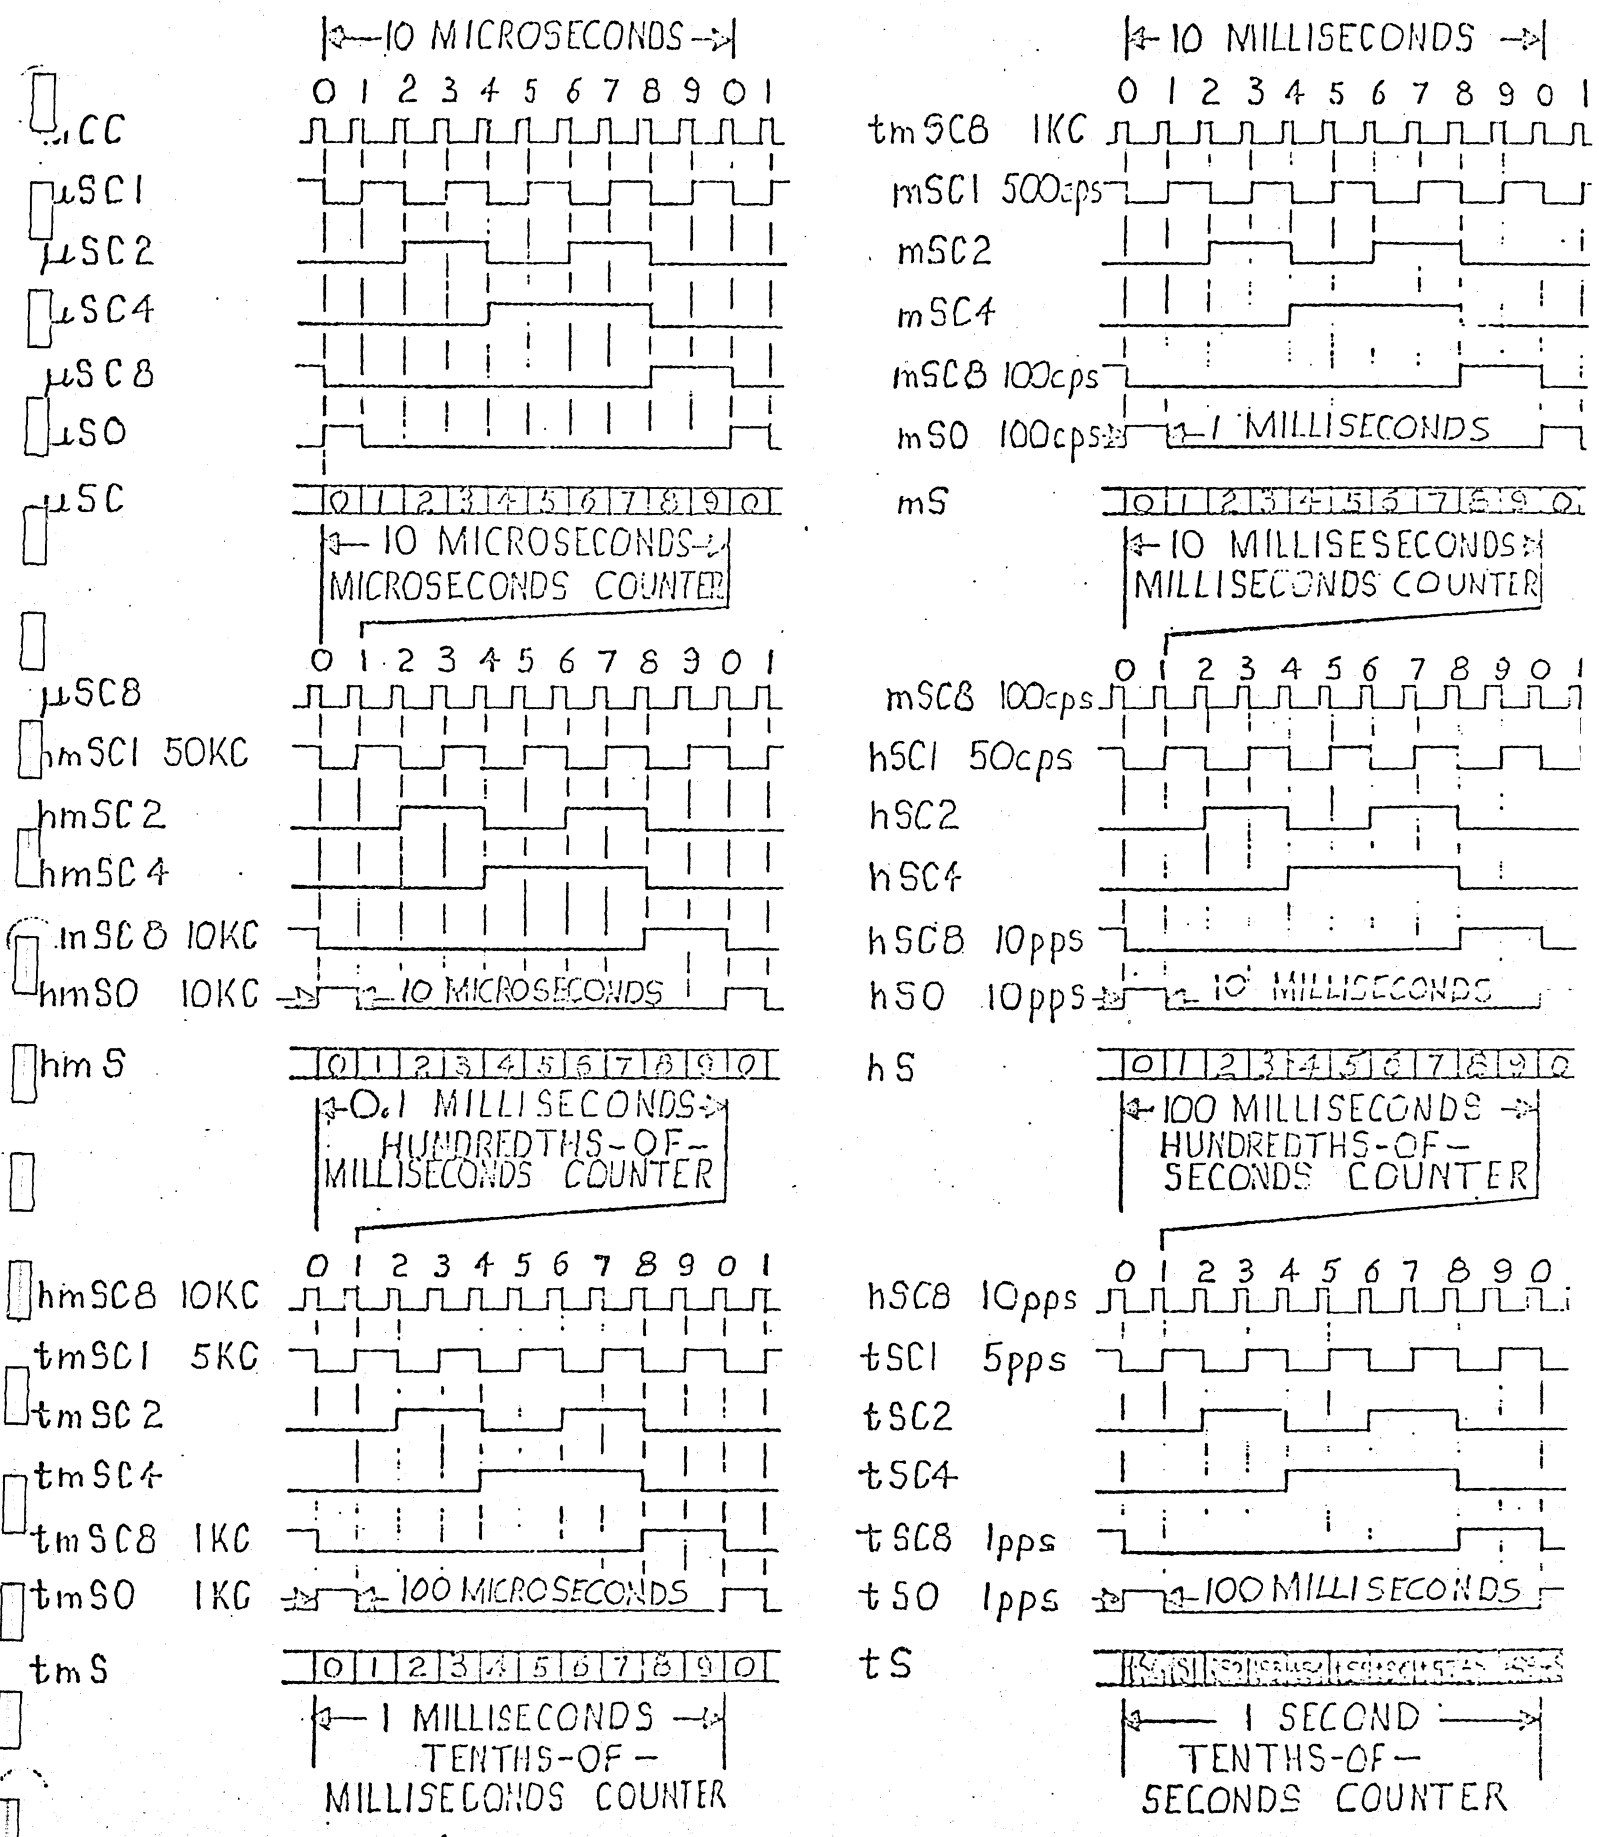 10 MICROSECONDS
0 1 2 3 4 5 6 7 8 9 0 1
CC
µSC1
µSC2
µSC4
µSC8
µSO
µSC
0 1 2 3 4 5 6 7 8 9 0
10 MICROSECONDS
MICROSECONDS COUNTER
0 1 2 3 4 5 6 7 8 9 0 1
µSC8
hmSC1 50KC
hmSC2
hmSC4
mSC8 10KC
hmSO 10KC 10 MICROSECONDS
hmS 0 1 2 3 4 5 6 7 8 9 0
0.1 MILLISECONDS
HUNDREDTHS-OF-
MILLISECONDS COUNTER
0 1 2 3 4 5 6 7 8 9 0 1
hmSC8 10KC
tmSC1 5KC
tmSC2
tmSC4
tmSC8 1KC
tmSO 1KC 100 MICROSECONDS
tmS 0 1 2 3 4 5 6 7 8 9 0
1 MILLISECONDS
TENTHS-OF-
MILLISECONDS COUNTER
10 MILLISECONDS
0 1 2 3 4 5 6 7 8 9 0 1
tmSC8 1KC
mSC1 500cps
mSC2
mSC4
mSC8 100cps
mSO 100cps 1 MILLISECONDS
mS 0 1 2 3 4 5 6 7 8 9 0
10 MILLISESECONDS
MILLISECONDS COUNTER
0 1 2 3 4 5 6 7 8 9 0 1
mSC8 100cps
hSC1 50cps
hSC2
hSC4
hSC8 10pps
hSO 10pps 10 MILLISECONDS
hS 0 1 2 3 4 5 6 7 8 9 0
100 MILLISECONDS
HUNDREDTHS-OF-
SECONDS COUNTER
0 1 2 3 4 5 6 7 8 9 0
hSC8 10pps
tSC1 5pps
tSC2
tSC4
tSC8 1pps
tSO 1pps 100 MILLISECONDS
tS
1 SECOND
TENTHS-OF-
SECONDS COUNTER